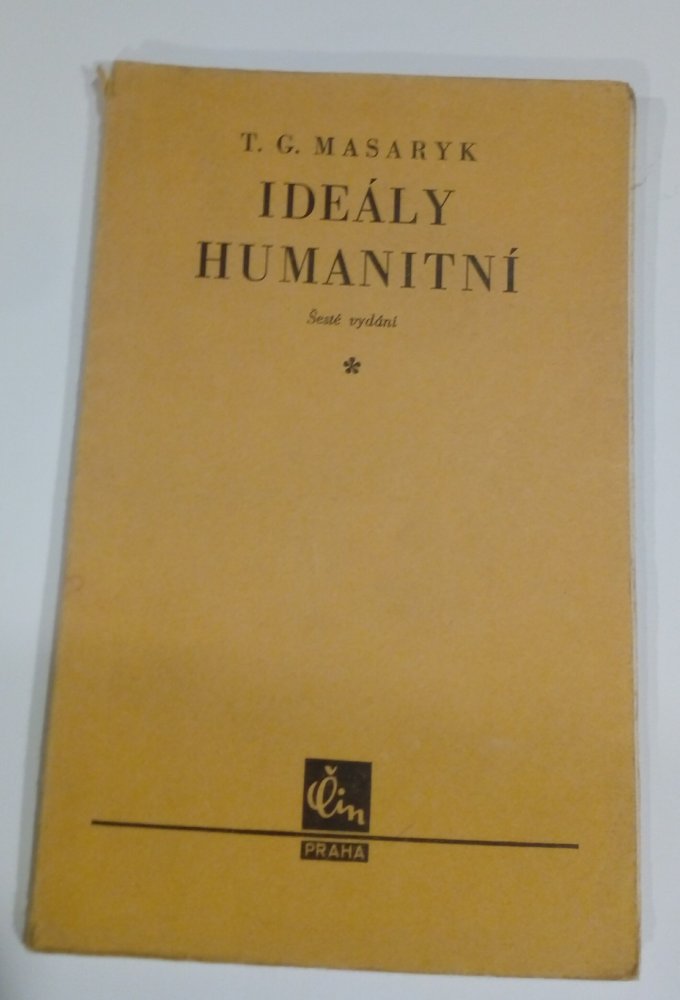 T. G. MASARYK
IDEÁLY
HUMANITNÍ
Šesté vydání
*
Čin
PRAHA